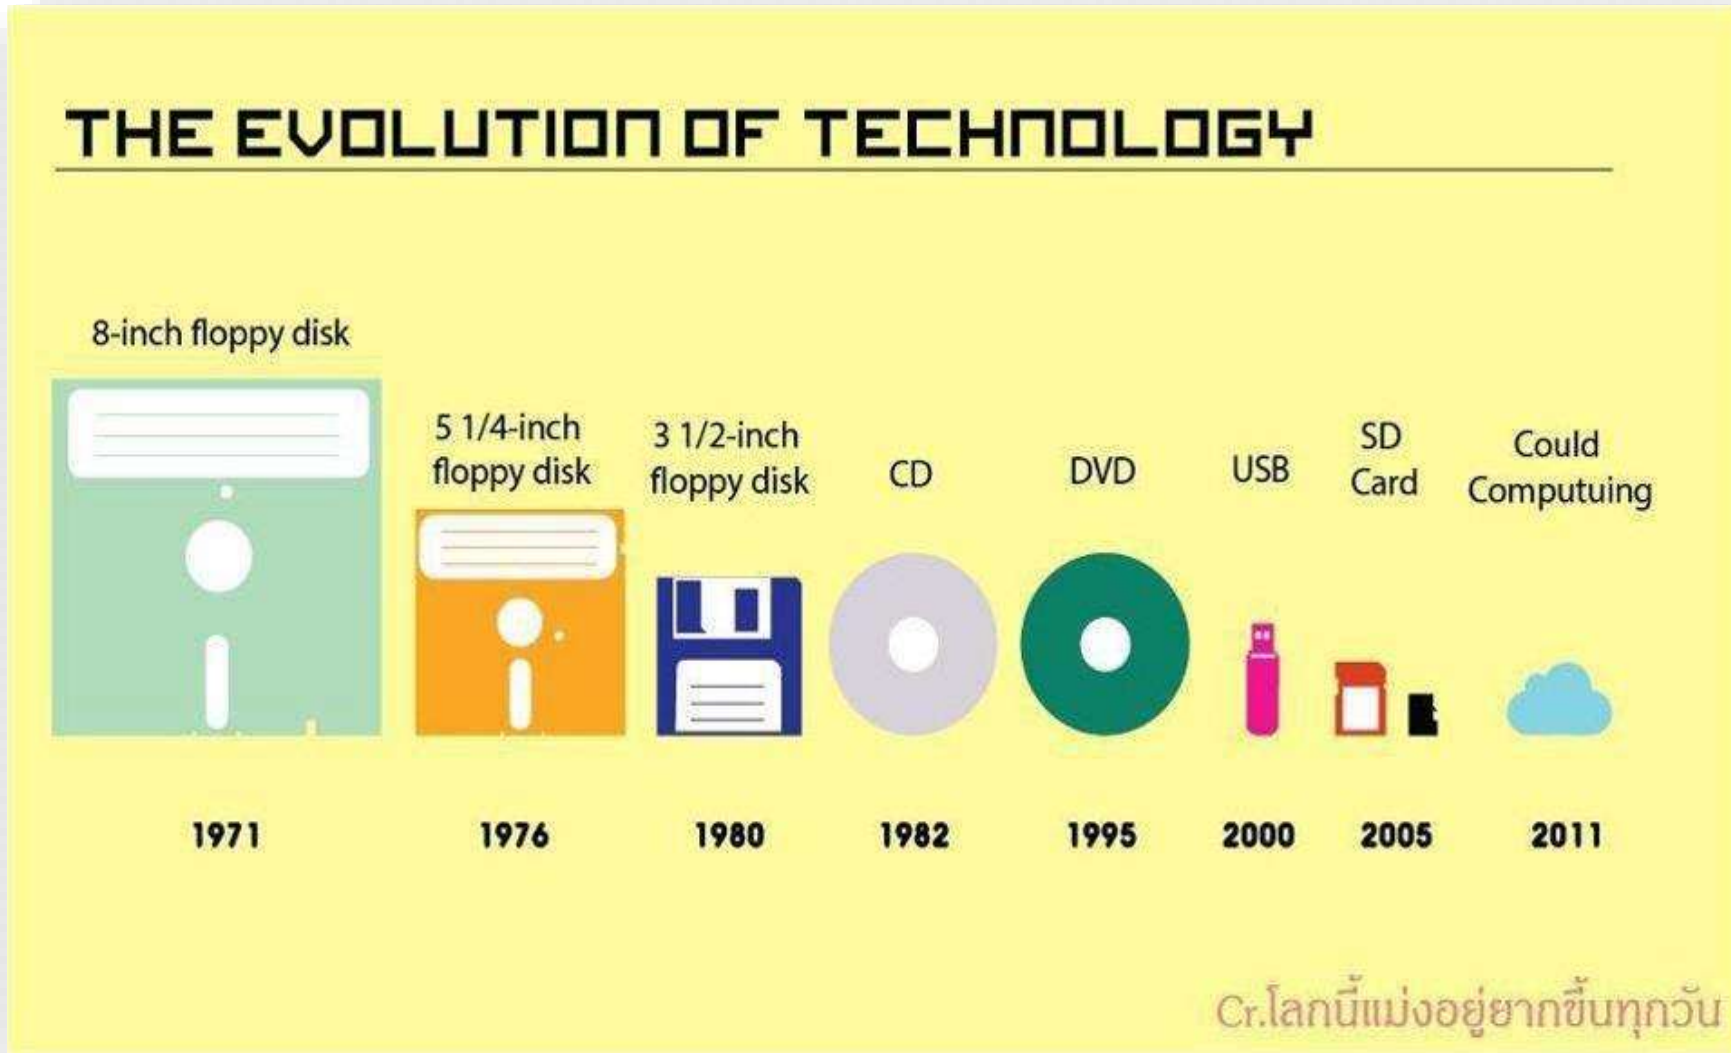 THE EVOLUTION OF TECHNOLOGY
8-inch floppy disk
5 1/4-inch
floppy disk
3 1/2-inch
floppy disk
CD
DVD
USB
SD
Card
Could
Computuing
1971
1976
1980
1982
1995
2000
2005
2011
Cr.โลกนี้แม่งอยู่ยากขึ้นทุกวัน